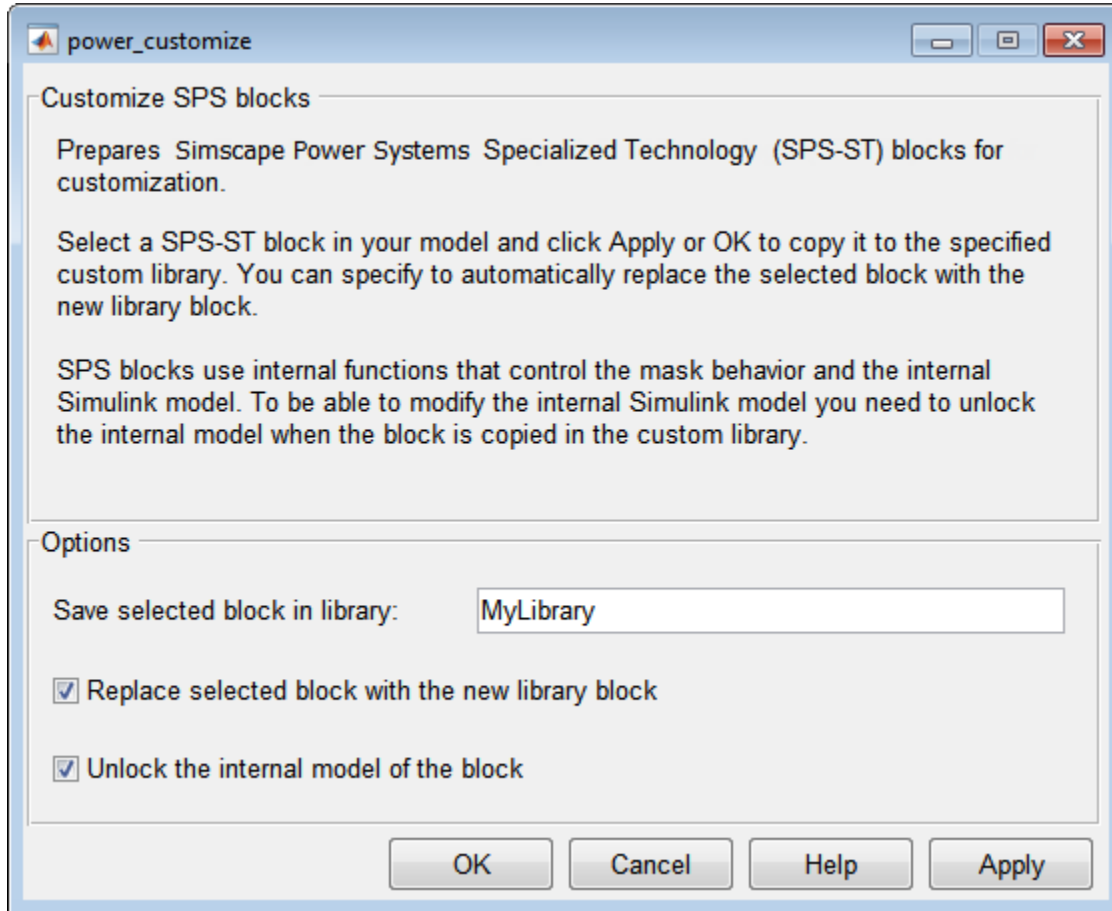 power_customize
Customize SPS blocks
Prepares Simscape Power Systems Specialized Technology (SPS-ST) blocks for
customization.
Select a SPS-ST block in your model and click Apply or OK to copy it to the specified
custom library. You can specify to automatically replace the selected block with the
new library block.
SPS blocks use internal functions that control the mask behavior and the internal
Simulink model. To be able to modify the internal Simulink model you need to unlock
the internal model when the block is copied in the custom library.
Options
Save selected block in library: MyLibrary
Replace selected block with the new library block
Unlock the internal model of the block
OK Cancel Help Apply